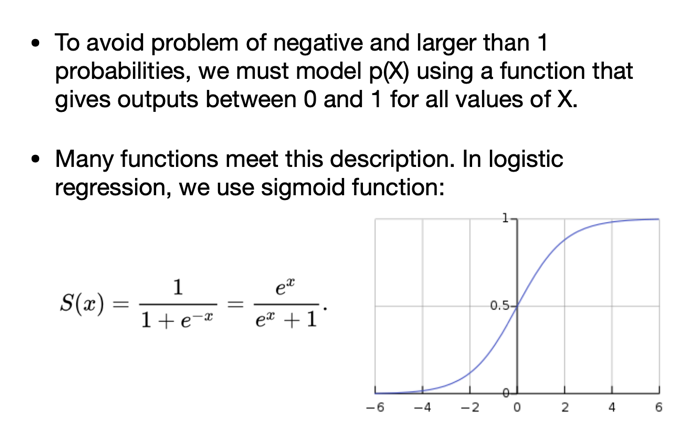 • To avoid problem of negative and larger than 1
probabilities, we must model p(X) using a function that
gives outputs between 0 and 1 for all values of X.
• Many functions meet this description. In logistic
regression, we use sigmoid function:
S(x) = 1 / (1 + e^{-x}) = e^x / (e^x + 1).
1
0.5
0
-6 -4 -2 0 2 4 6